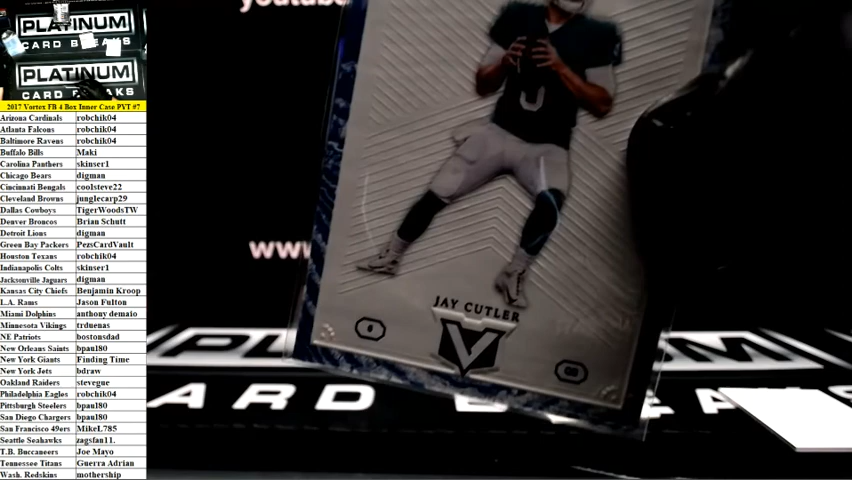 PLATINUM
CARD BREAKS
PLATINUM
CARD BREAKS
2017 Vortex FB 4 Box Inner Case PYT #7
Arizona Cardinals robchik04
Atlanta Falcons robchik04
Baltimore Ravens robchik04
Buffalo Bills Maki
Carolina Panthers skinser1
Chicago Bears digman
Cincinnati Bengals coolsteve22
Cleveland Browns junglecarp29
Dallas Cowboys TigerWoodsTW
Denver Broncos Brian Schutt
Detroit Lions digman
Green Bay Packers PezsCardVault
Houston Texans robchik04
Indianapolis Colts skinser1
Jacksonville Jaguars digman
Kansas City Chiefs Benjamin Kroop
L.A. Rams Jason Fulton
Miami Dolphins anthony demaio
Minnesota Vikings trduenas
NE Patriots bostonsdad
New Orleans Saints bpau180
New York Giants Finding Time
New York Jets bdraw
Oakland Raiders stevegue
Philadelphia Eagles robchik04
Pittsburgh Steelers bpau180
San Diego Chargers bpau180
San Francisco 49ers MikeL785
Seattle Seahawks zagsfan11.
T.B. Buccaneers Joe Mayo
Tennessee Titans Guerra Adrian
Wash. Redskins mothership
youtube
www
JAY CUTLER
V